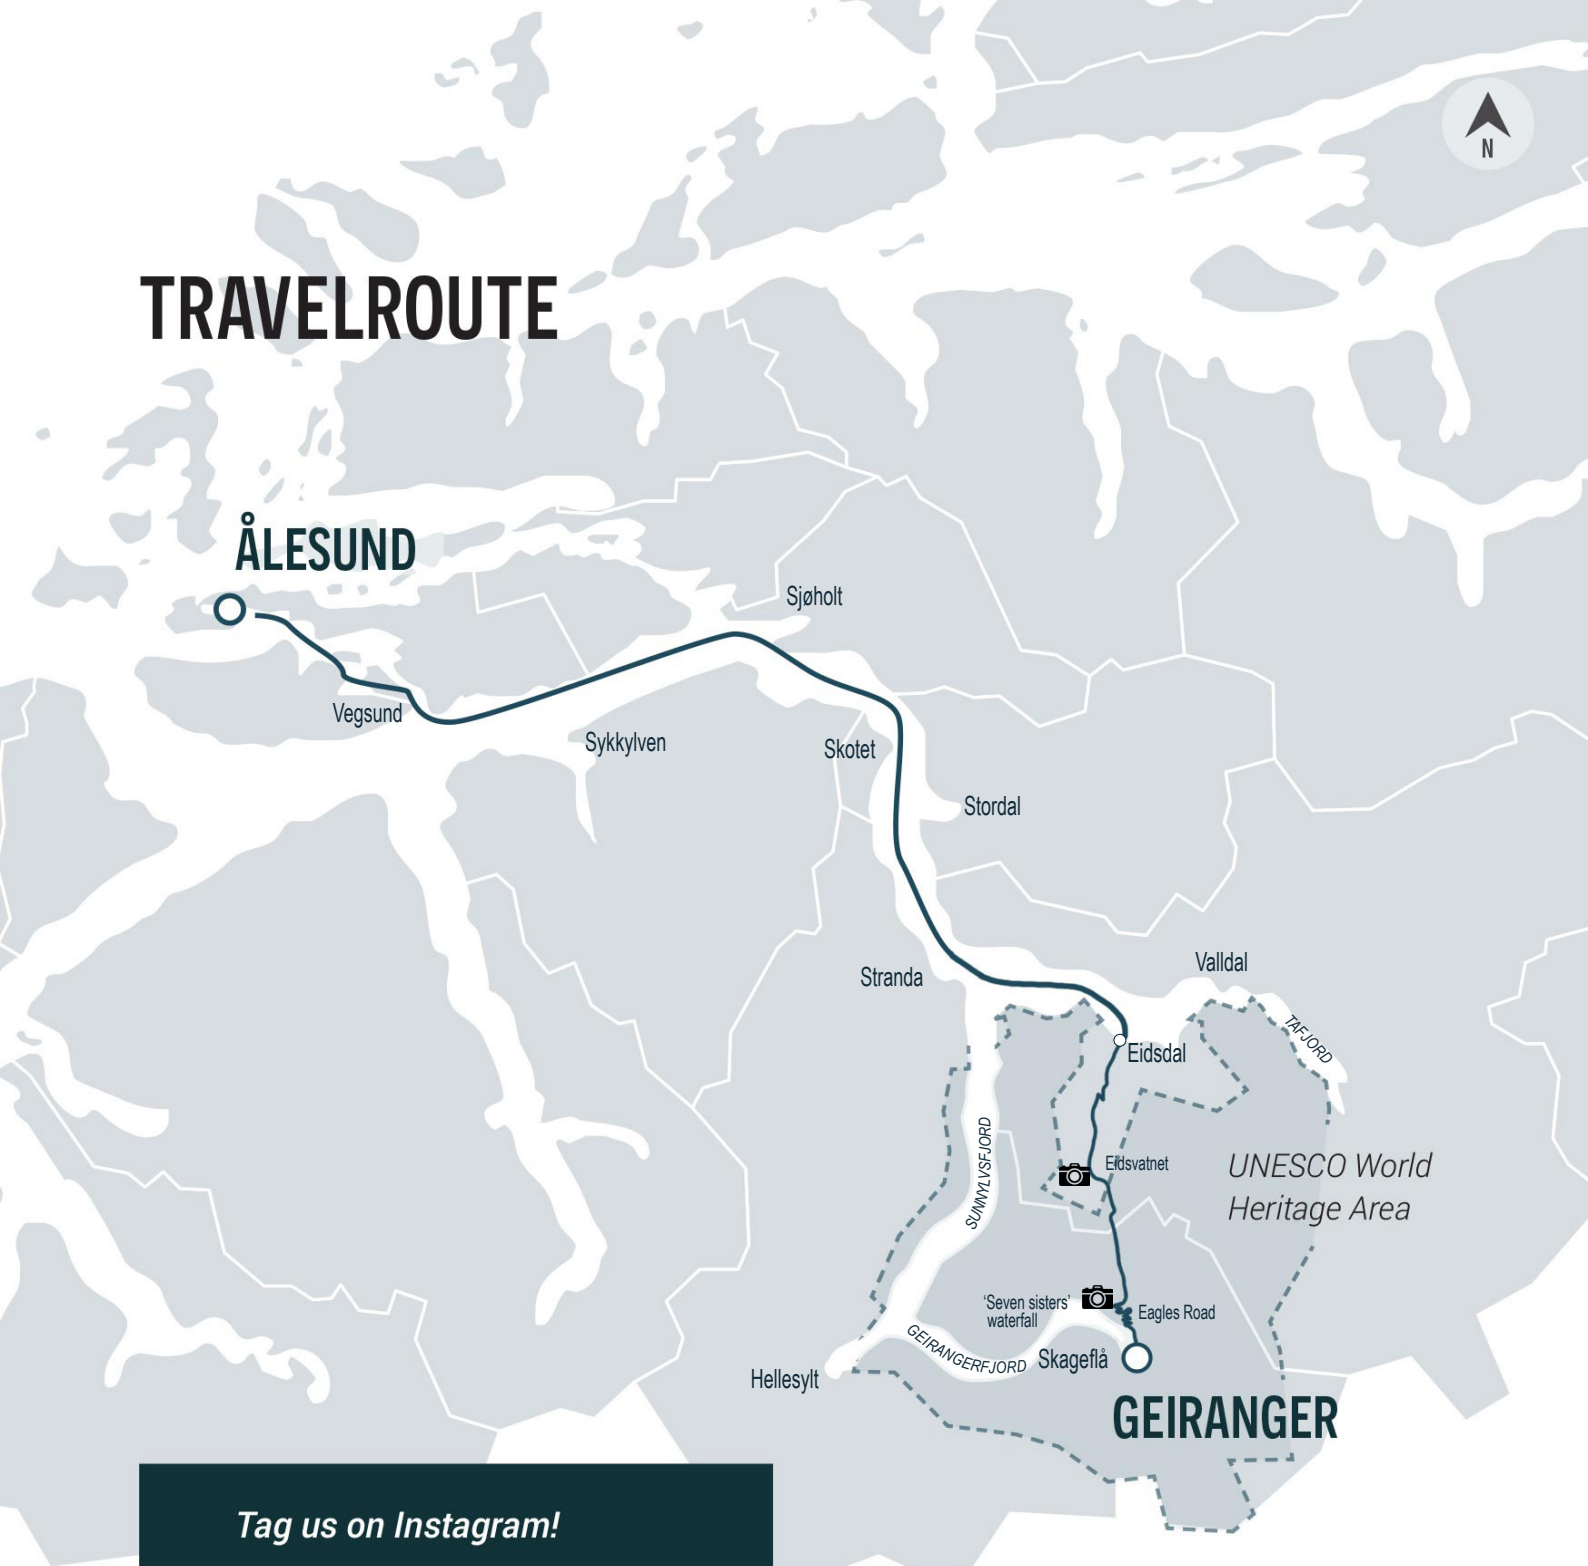 N
TRAVELROUTE
ÅLESUND
Sjøholt
Vegsund
Sykkylven
Skotet
Stordal
Valldal
Stranda
TAFJORD
Eidsdal
SUNNYLVSFJORD
Eidsvatnet
UNESCO World
Heritage Area
'Seven sisters'
waterfall
Eagles Road
GEIRANGERFJORD
Skageflå
Hellesylt
GEIRANGER
Tag us on Instagram!